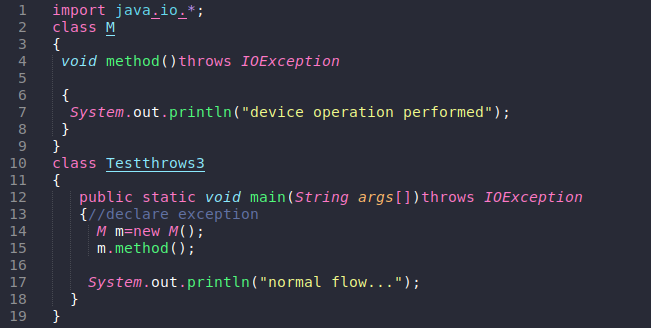 1 import java.io.*;
2 class M
3 {
4 void method()throws IOException
5
6 {
7 System.out.println("device operation performed");
8 }
9 }
10 class Testthrows3
11 {
12 public static void main(String args[])throws IOException
13 {//declare exception
14 M m=new M();
15 m.method();
16
17 System.out.println("normal flow...");
18 }
19 }